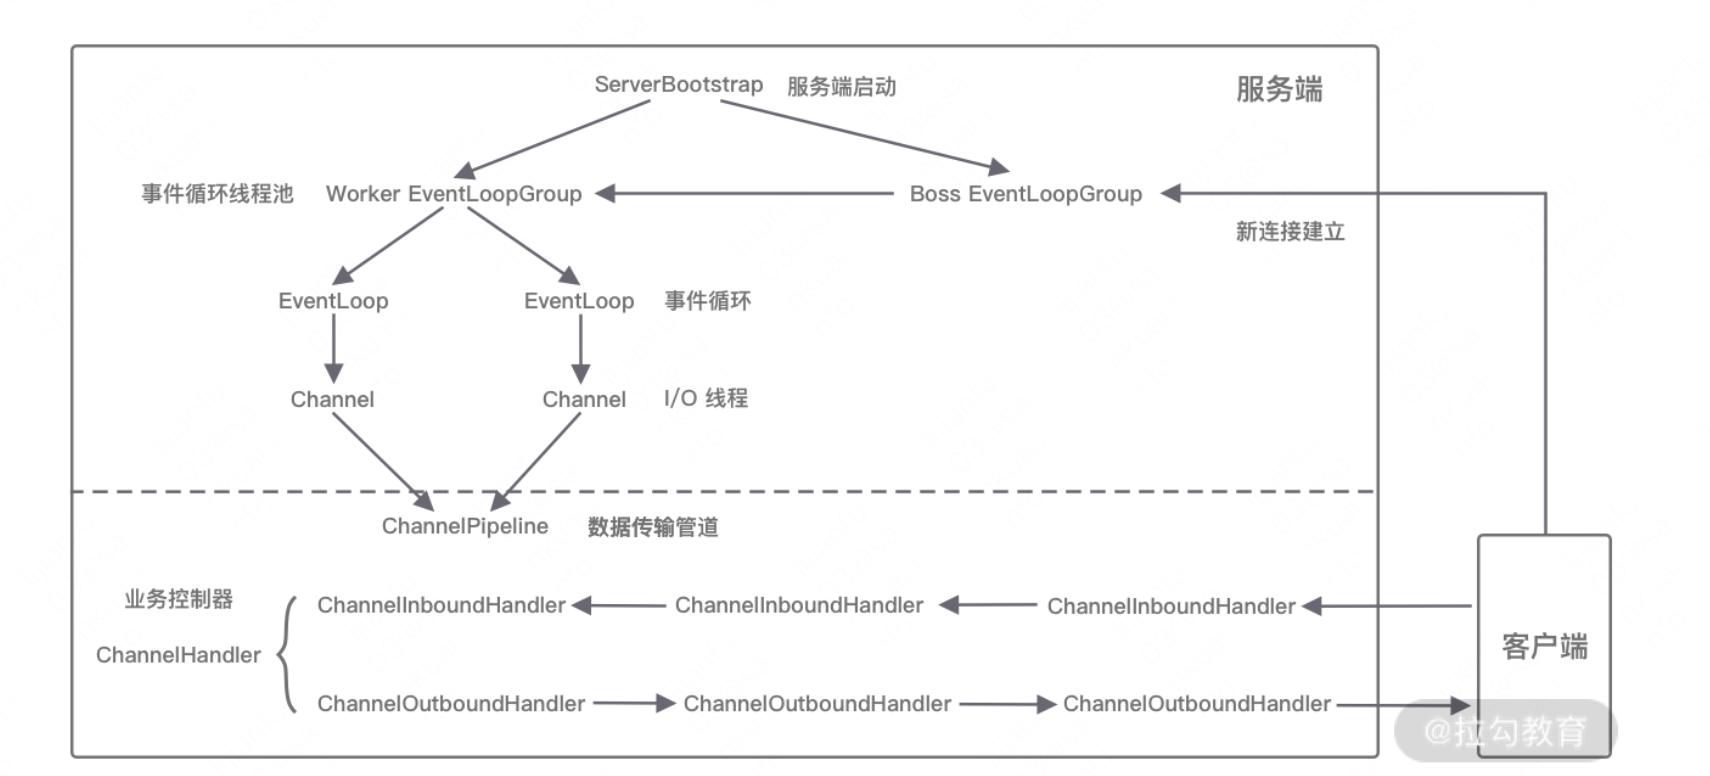 ServerBootstrap 服务端启动
服务端
事件循环线程池 Worker EventLoopGroup
Boss EventLoopGroup
新连接建立
EventLoop
EventLoop 事件循环
Channel
Channel I/O 线程
ChannelPipeline 数据传输管道
业务控制器
ChannelHandler
ChannelInboundHandler
ChannelInboundHandler
ChannelInboundHandler
ChannelOutboundHandler
ChannelOutboundHandler
ChannelOutboundHandler
客户端
@拉勾教育